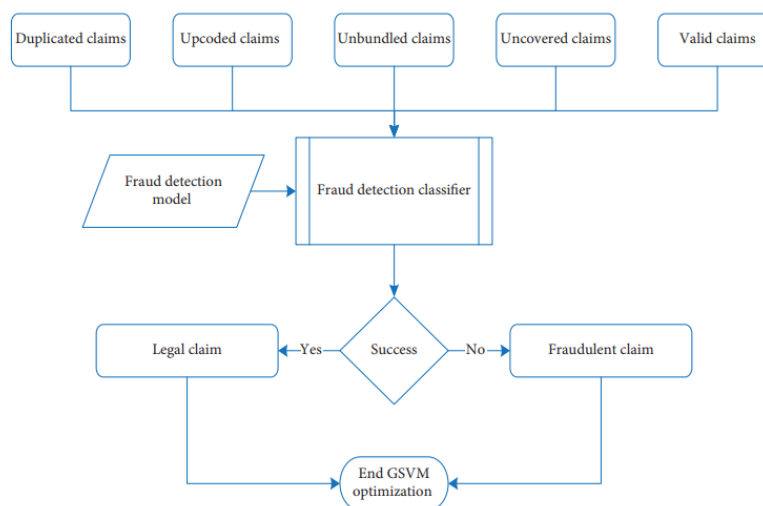 Duplicated claims
Upcoded claims
Unbundled claims
Uncovered claims
Valid claims
Fraud detection
model
Fraud detection classifier
Legal claim
Yes
Success
No
Fraudulent claim
End GSVM
optimization